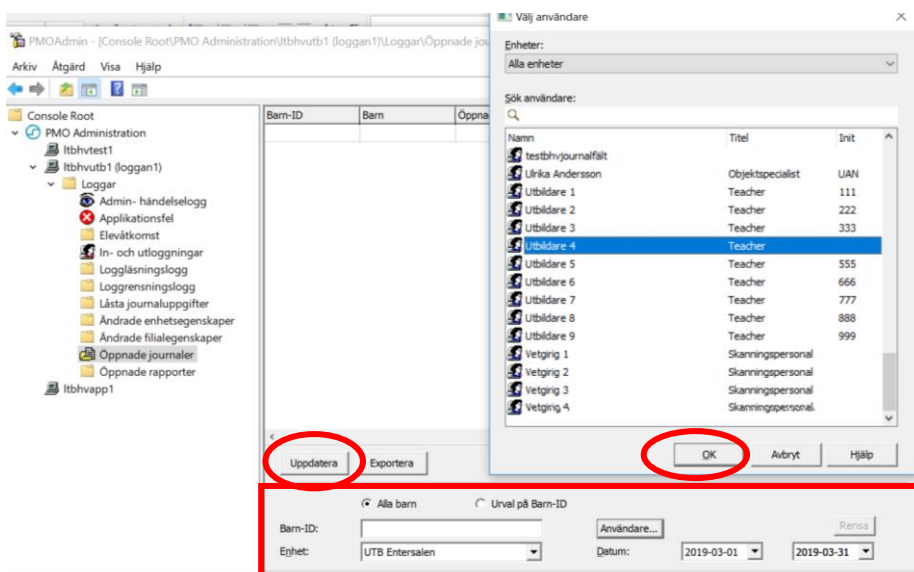 Välj användare
PMOAdmin - [Console Root\PMO Administration\ltbhvutb1 (loggan1)\Loggar\Öppnade jou
Arkiv Åtgärd Visa Hjälp
Console Root
PMO Administration
ltbhvtest1
ltbhvutb1 (loggan1)
Loggar
Admin- händelselogg
Applikationsfel
Elevåtkomst
In- och utloggningar
Loggläsningslogg
Loggrensningslogg
Låsta journaluppgifter
Ändrade enhetsegenskaper
Ändrade filialegenskaper
Öppnade journaler
Öppnade rapporter
ltbhvapp1
Barn-ID Barn Öppna
Enheter:
Alla enheter
Sök användare:
Namn Titel Init
testbhvjournalfält
Ulrika Andersson Objektspecialist UAN
Utbildare 1 Teacher 111
Utbildare 2 Teacher 222
Utbildare 3 Teacher 333
Utbildare 4 Teacher
Utbildare 5 Teacher 555
Utbildare 6 Teacher 666
Utbildare 7 Teacher 777
Utbildare 8 Teacher 888
Utbildare 9 Teacher 999
Vetgirig 1 Skanningspersonal
Vetgirig 2 Skanningspersonal
Vetgirig 3 Skanningspersonal
Vetgirig 4 Skanningspersonal
OK Avbryt Hjälp
Uppdatera Exportera
Alla barn Urval på Barn-ID
Barn-ID: Användare... Rensa
Enhet: UTB Entersalen Datum: 2019-03-01 2019-03-31